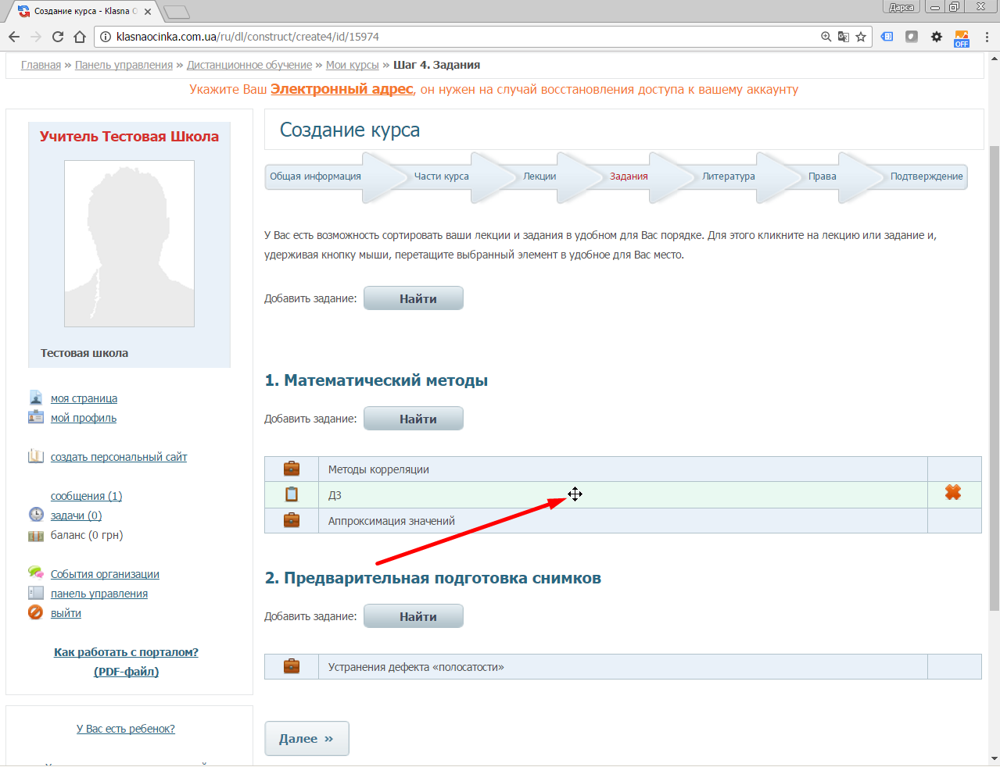 Создание курса - Klasna О
Дарса
klasnaocinka.com.ua/ru/dl/construct/create4/id/15974
OFF
Главная » Панель управления » Дистанционое обучение » Мои курсы » Шаг 4. Задания
Укажите Ваш Электронный адрес, он нужен на случай восстановления доступа к вашему аккаунту
Учитель Тестовая Школа
Тестовая школа
моя страница
мой профиль
создать персональный сайт
сообщения (1)
задачи (0)
баланс (0 грн)
События организации
панель управления
выйти
Как работать с порталом?
(PDF-файл)
У Вас есть ребенок?
Создание курса
Общая информация
Части курса
Лекции
Задания
Литература
Права
Подтверждение
У Вас есть возможность сортировать ваши лекции и задания в удобном для Вас порядке. Для этого кликните на лекцию или задание и,
удерживая кнопку мыши, перетащите выбранный элемент в удобное для Вас место.
Добавить задание: Найти
1. Математический методы
Добавить задание: Найти
Методы корреляции
ДЗ
Аппроксимация значений
2. Предварительная подготовка снимков
Добавить задание: Найти
Устранения дефекта «полосатости»
Далее »